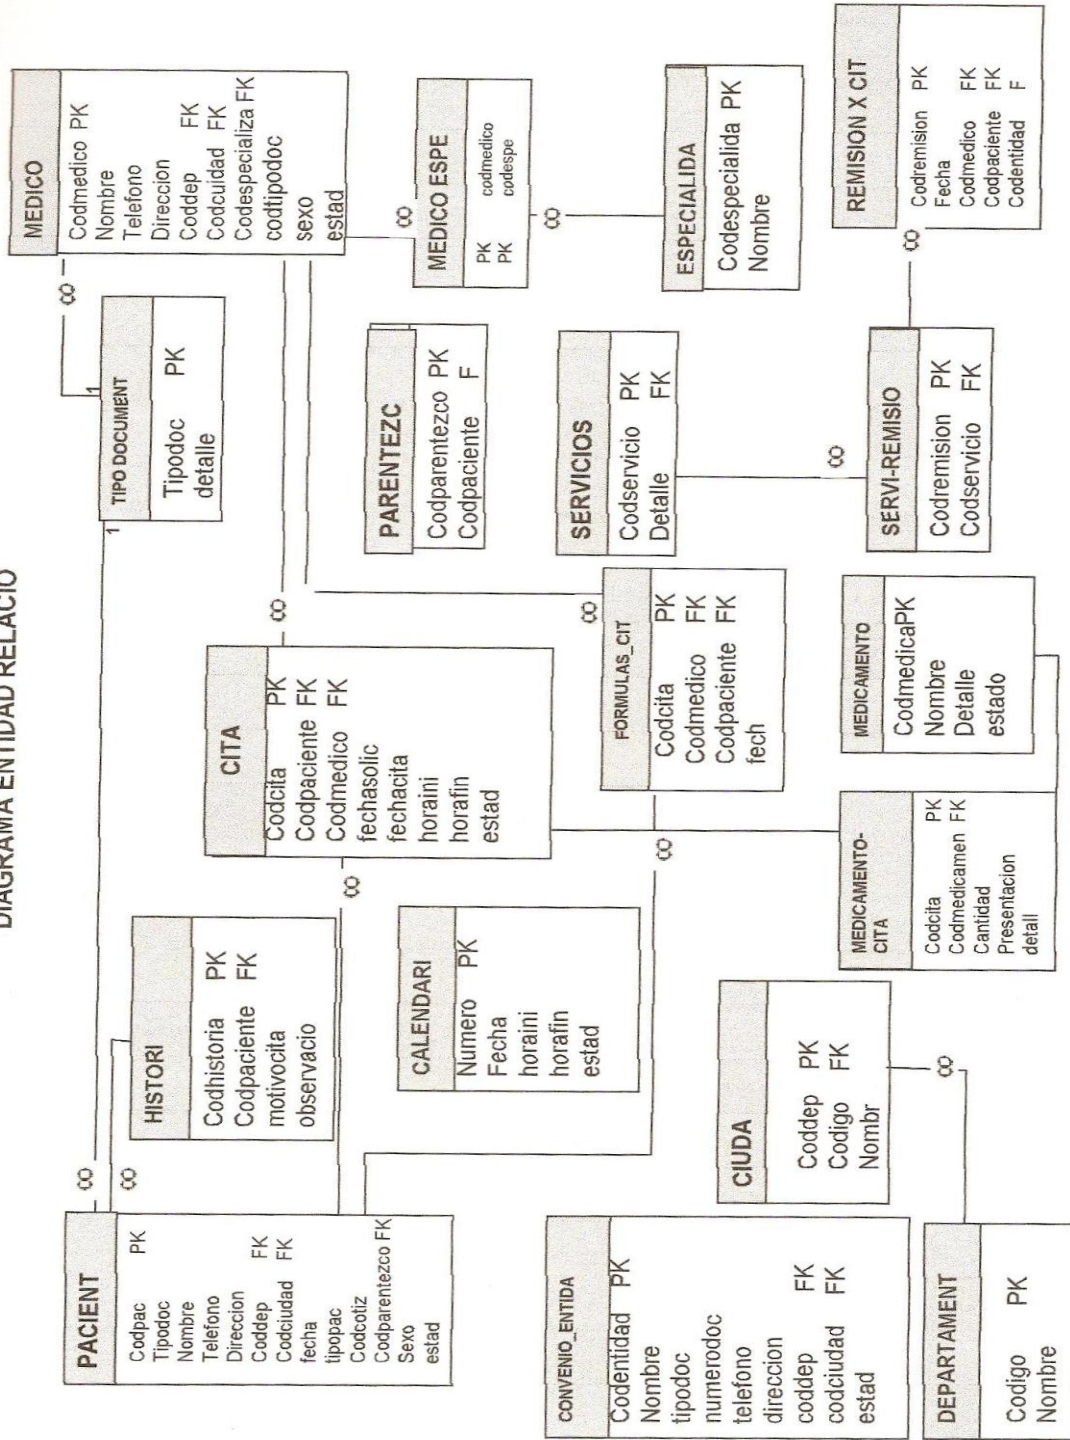 DIAGRAMA ENTIDAD RELACIO
PACIENT
Codpac PK
Tipodoc
Nombre
Telefono
Direccion
Coddep FK
Codciudad FK
fecha
tipopac
Codcotiz
Codparentezco FK
Sexo
estad
∞
∞
HISTORI
Codhistoria PK
Codpaciente FK
motivocita
observacio
CITA
Codcita PK
Codpaciente FK
Codmedico FK
fechasolic
fechacita
horaini
horafin
estad
∞
∞
TIPO DOCUMENT
Tipodoc PK
detalle
1
1
∞
MEDICO
Codmedico PK
Nombre
Telefono
Direccion
Coddep FK
Codcuidad FK
Codespecializa FK
codtipodoc
sexo
estad
∞
CALENDARI
Numero PK
Fecha
horaini
horafin
estad
PARENTEZC
Codparentezco PK
Codpaciente F
MEDICO ESPE
PK codmedico
PK codespe
∞
CONVENIO_ENTIDA
Codentidad PK
Nombre
tipodoc
numerodoc
telefono
direccion
coddep FK
codciudad FK
estad
FORMULAS_CIT
Codcita PK
Codmedico FK
Codpaciente FK
fech
∞
∞
SERVICIOS
Codservicio PK
Detalle FK
∞
ESPECIALIDA
Codespecialida PK
Nombre
CIUDA
Coddep PK
Codigo FK
Nombr
∞
MEDICAMENTO-
CITA
Codcita PK
Codmedicamen FK
Cantidad
Presentacion
detall
MEDICAMENTO
CodmedicaPK
Nombre
Detalle
estado
SERVI-REMISIO
Codremision PK
Codservicio FK
∞
REMISION X CIT
Codremision PK
Fecha
Codmedico FK
Codpaciente FK
Codentidad F
DEPARTAMENT
Codigo PK
Nombre